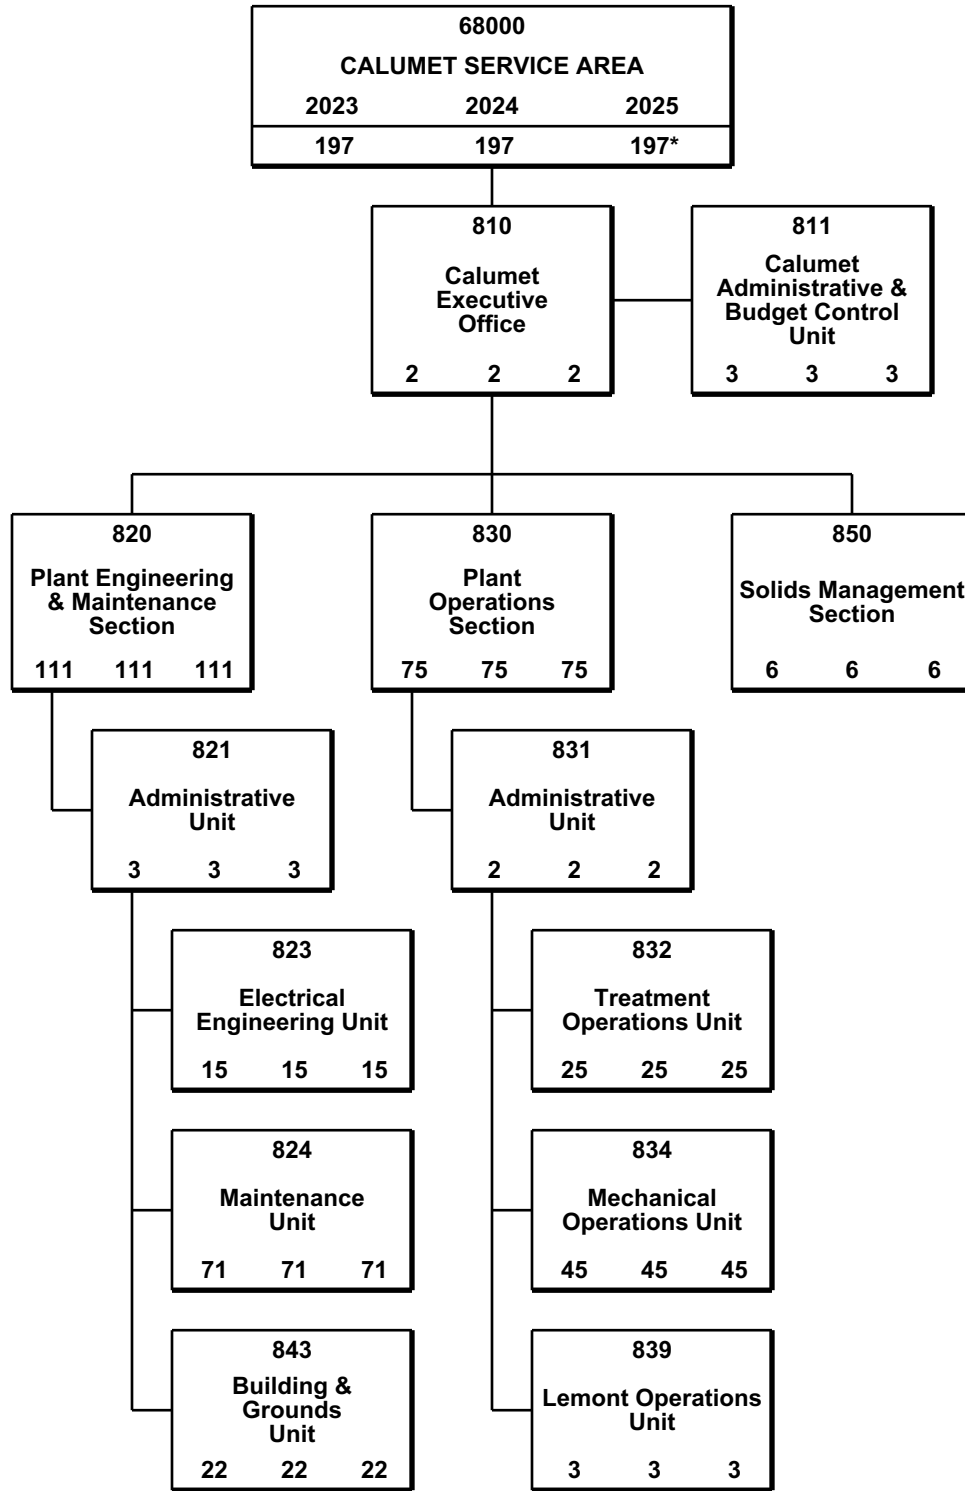 68000
CALUMET SERVICE AREA
2023 2024 2025
197 197 197*
810
Calumet
Executive
Office
2 2 2
811
Calumet
Administrative &
Budget Control
Unit
3 3 3
820
Plant Engineering
& Maintenance
Section
111 111 111
830
Plant
Operations
Section
75 75 75
850
Solids Management
Section
6 6 6
821
Administrative
Unit
3 3 3
831
Administrative
Unit
2 2 2
823
Electrical
Engineering Unit
15 15 15
832
Treatment
Operations Unit
25 25 25
824
Maintenance
Unit
71 71 71
834
Mechanical
Operations Unit
45 45 45
843
Building &
Grounds
Unit
22 22 22
839
Lemont Operations
Unit
3 3 3